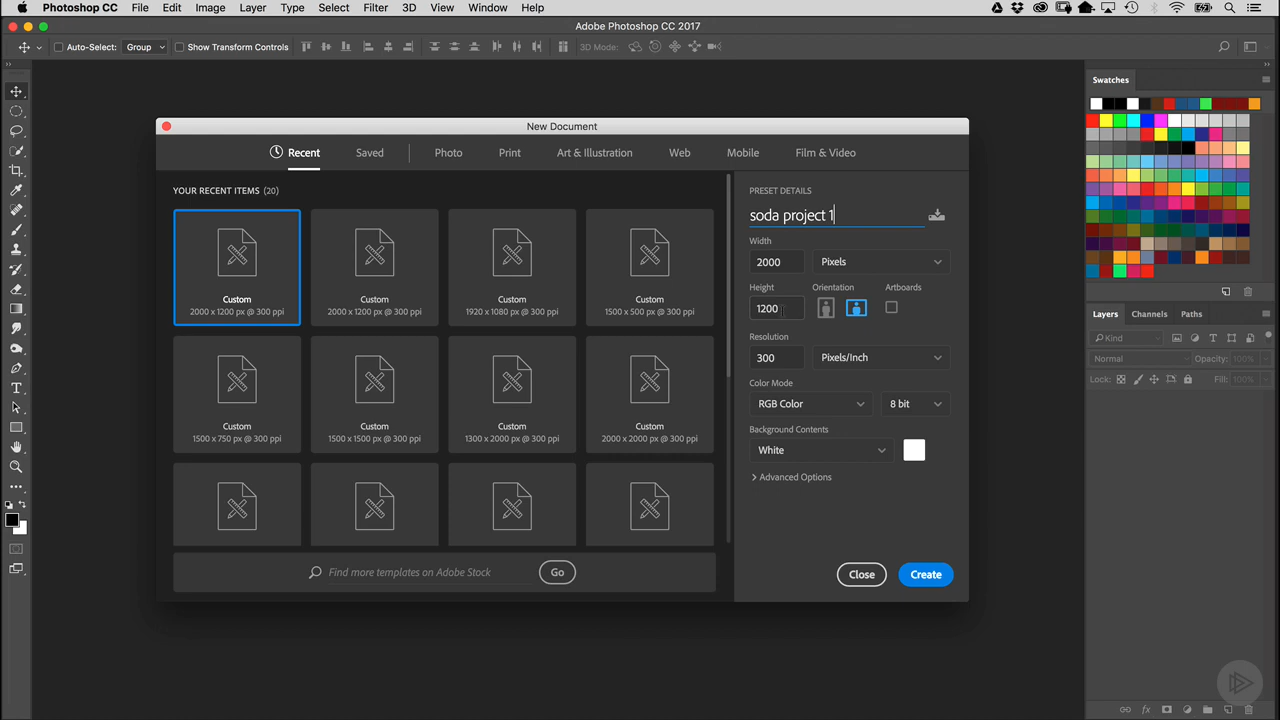 Photoshop CC File Edit Image Layer Type Select Filter 3D View Window Help
Adobe Photoshop CC 2017
Auto-Select: Group Show Transform Controls 3D Mode:
Swatches
New Document
Recent Saved Photo Print Art & Illustration Web Mobile Film & Video
YOUR RECENT ITEMS (20)
Custom
2000 x 1200 px @ 300 ppi
Custom
2000 x 1200 px @ 300 ppi
Custom
1920 x 1080 px @ 300 ppi
Custom
1500 x 500 px @ 300 ppi
Custom
1500 x 750 px @ 300 ppi
Custom
1500 x 1500 px @ 300 ppi
Custom
1300 x 2000 px @ 300 ppi
Custom
2000 x 2000 px @ 300 ppi
Find more templates on Adobe Stock Go
PRESET DETAILS
soda project 1
Width
2000 Pixels
Height Orientation Artboards
1200
Resolution
300 Pixels/Inch
Color Mode
RGB Color 8 bit
Background Contents
White
Advanced Options
Close Create
Layers Channels Paths
Kind
Normal Opacity: 100%
Lock: Fill: 100%
fx